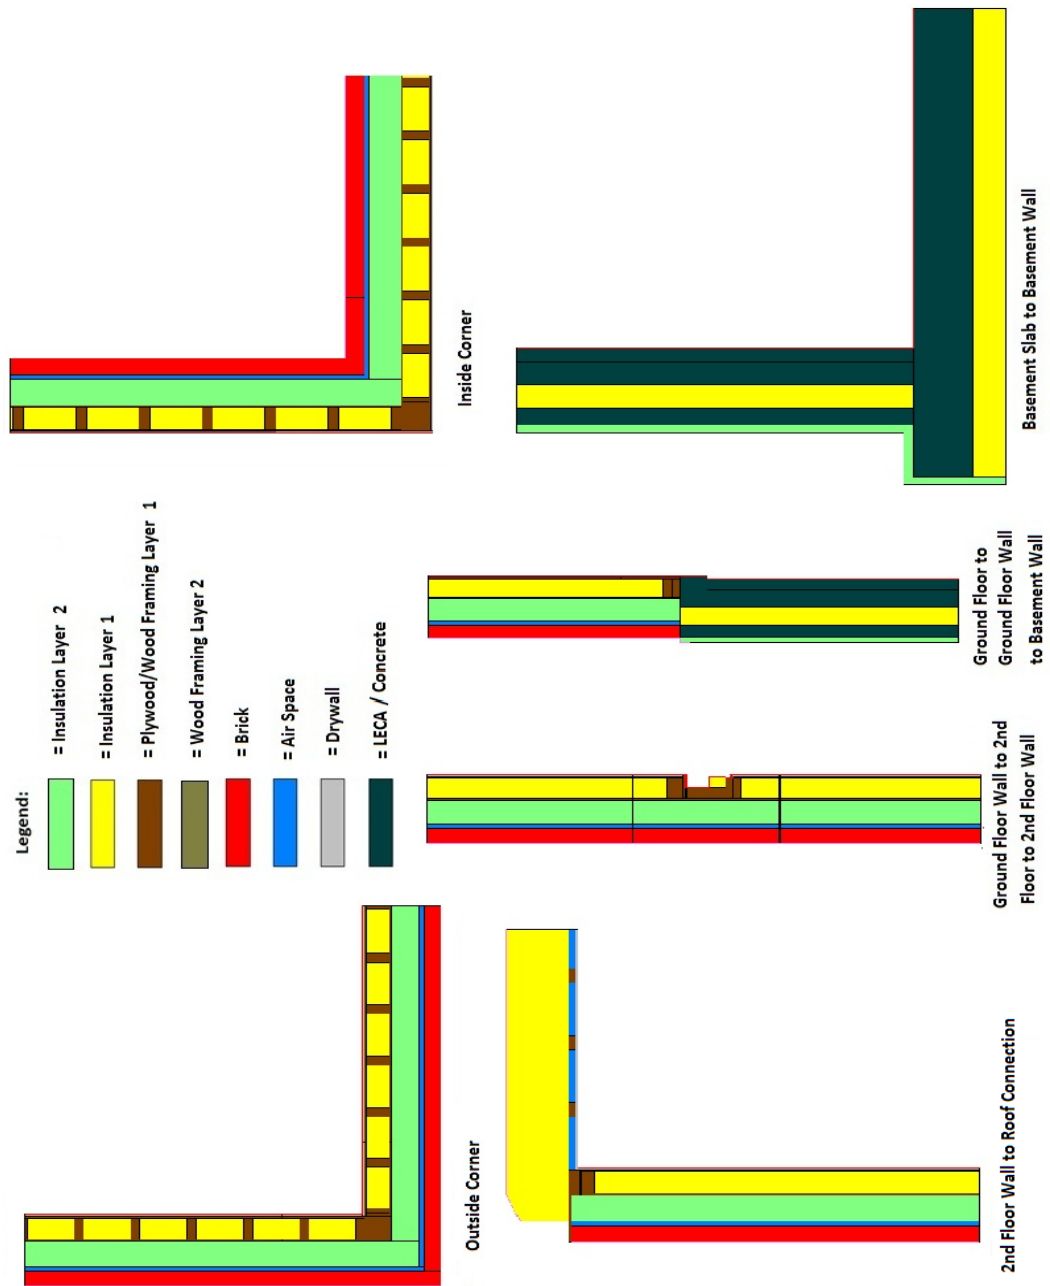 Legend:
= Insulation Layer 2
= Insulation Layer 1
= Plywood/Wood Framing Layer 1
= Wood Framing Layer 2
= Brick
= Air Space
= Drywall
= LECA / Concrete
Outside Corner
Inside Corner
2nd Floor Wall to Roof Connection
Ground Floor Wall to 2nd
Floor to 2nd Floor Wall
Ground Floor to
Ground Floor Wall
to Basement Wall
Basement Slab to Basement Wall